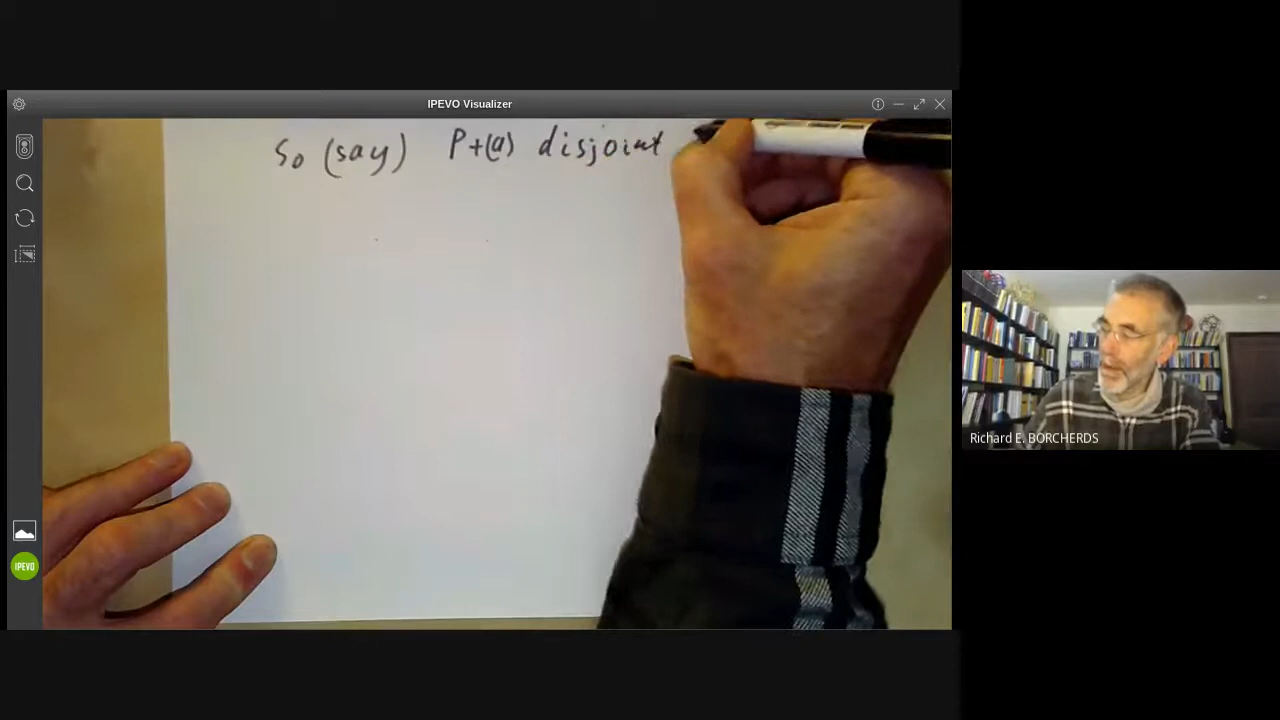 IPEVO Visualizer
So (say) P+(a) disjoint
Richard E. BORCHERDS
IPEVO